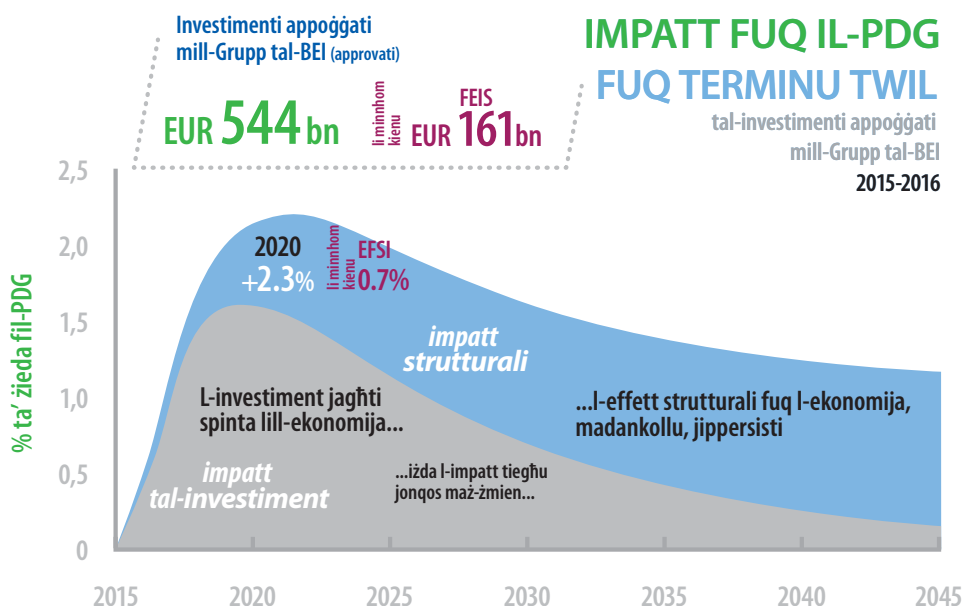 Investimenti appoġġati
mill-Grupp tal-BEI (approvati)
EUR 544 bn
li minnhom
kienu
FEIS
EUR 161bn
IMPATT FUQ IL-PDG
FUQ TERMINU TWIL
tal-investimenti appoġġati
mill-Grupp tal-BEI
2015-2016
% ta’ żieda fil-PDG
2,5
2,0
1,5
1,0
0,5
0
2020
+2.3%
li minnhom
kienu
EFSI
0.7%
impatt
strutturali
L-investiment jagħti
spinta lill-ekonomija...
...l-effett strutturali fuq l-ekonomija,
madankollu, jippersisti
impatt
tal-investiment
...iżda l-impatt tiegħu
jonqos maż-żmien...
2015 2020 2025 2030 2035 2040 2045